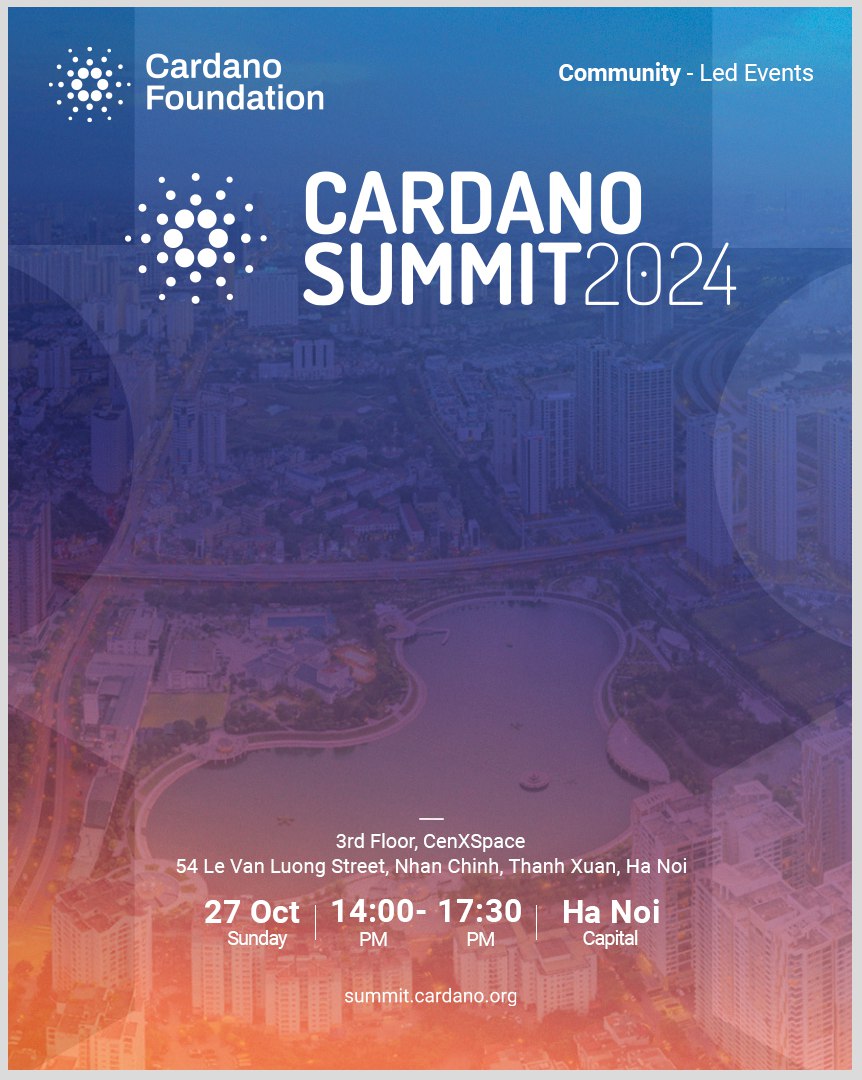 Cardano
Foundation
Community - Led Events
CARDANO
SUMMIT2024
3rd Floor, CenXSpace
54 Le Van Luong Street, Nhan Chinh, Thanh Xuan, Ha Noi
27 Oct 14:00- 17:30 Ha Noi
Sunday PM PM Capital
summit.cardano.org